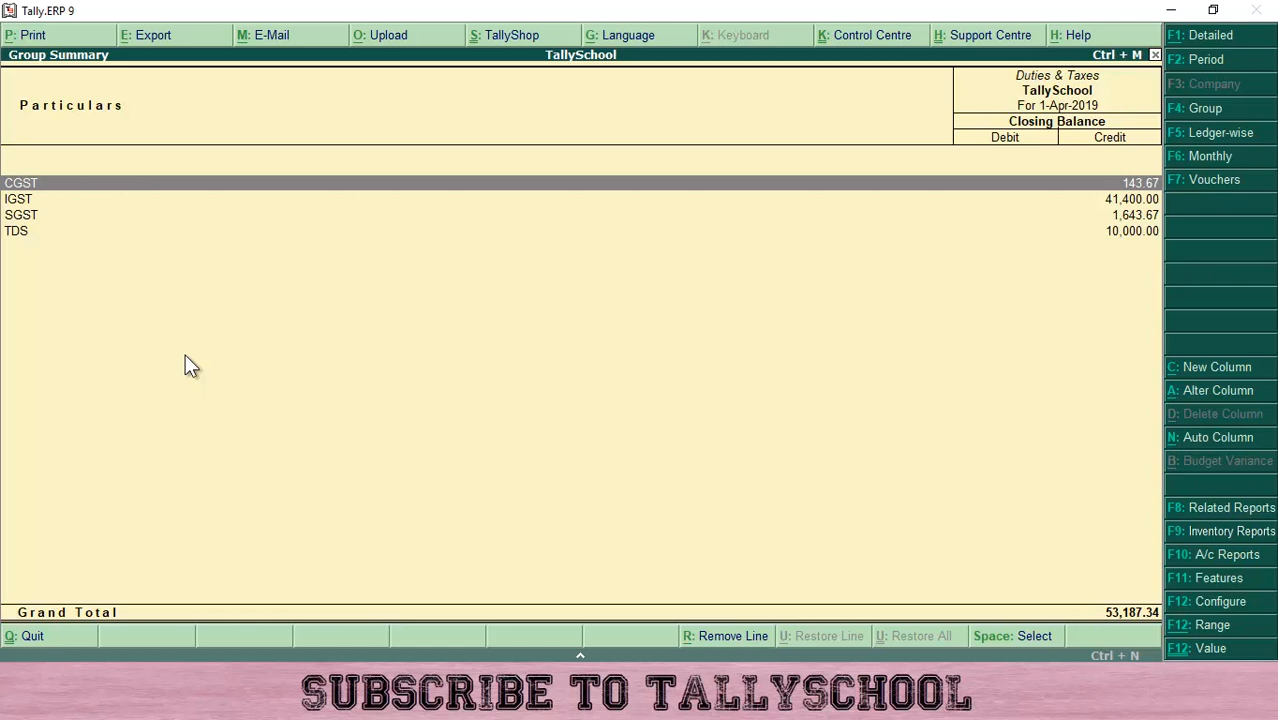 Tally.ERP 9
P: Print E: Export M: E-Mail O: Upload S: TallyShop G: Language K: Keyboard K: Control Centre H: Support Centre H: Help
Group Summary TallySchool Ctrl + M
Particulars
Duties & Taxes
TallySchool
For 1-Apr-2019
Closing Balance
Debit Credit
CGST 143.67
IGST 41,400.00
SGST 1,643.67
TDS 10,000.00
Grand Total 53,187.34
Q: Quit R: Remove Line U: Restore Line U: Restore All Space: Select
Ctrl + N
F1: Detailed
F2: Period
F3: Company
F4: Group
F5: Ledger-wise
F6: Monthly
F7: Vouchers
C: New Column
A: Alter Column
D: Delete Column
N: Auto Column
B: Budget Variance
F8: Related Reports
F9: Inventory Reports
F10: A/c Reports
F11: Features
F12: Configure
F12: Range
F12: Value
SUBSCRIBE TO TALLYSCHOOL